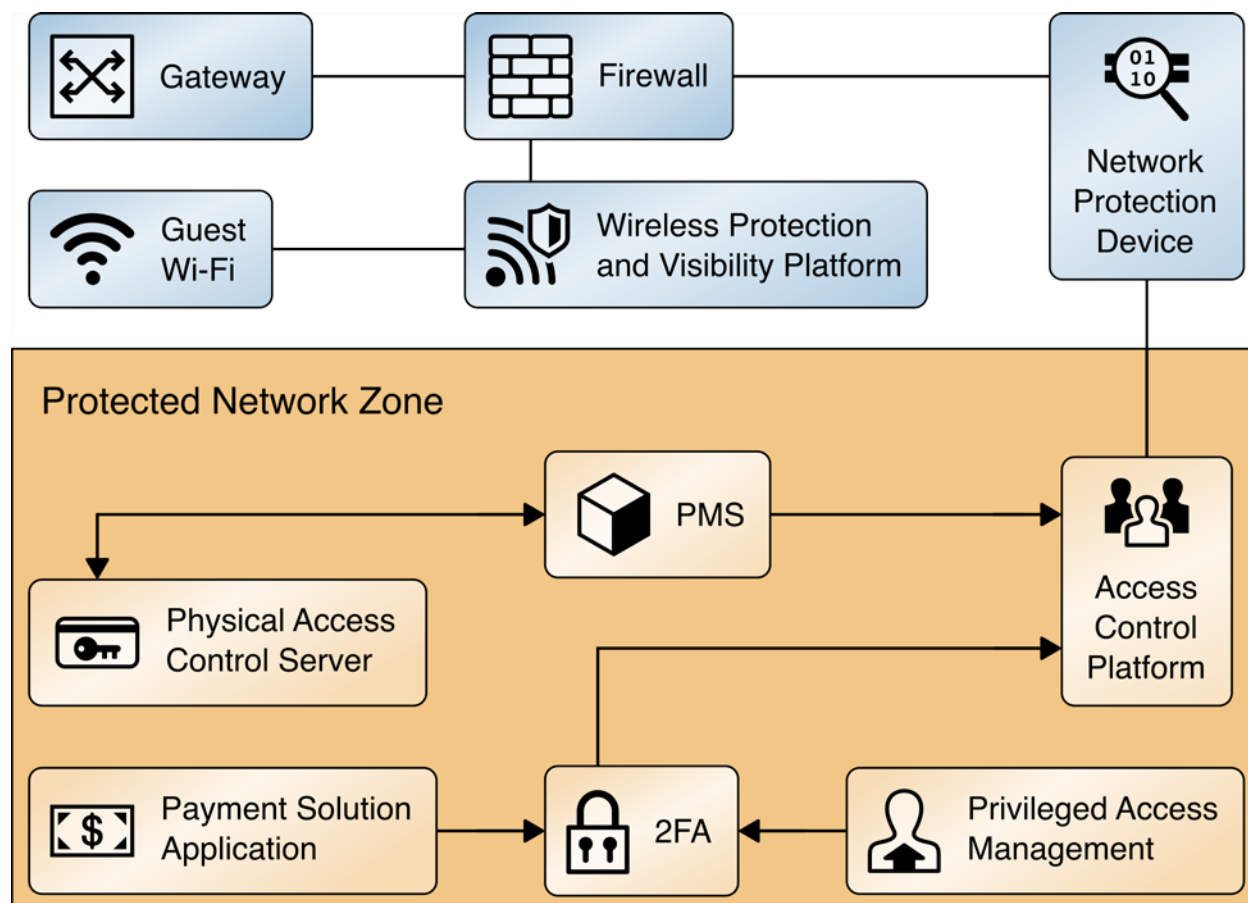 Gateway
Firewall
01
10
Network
Protection
Device
Guest
Wi-Fi
Wireless Protection
and Visibility Platform
Protected Network Zone
PMS
Access
Control
Platform
Physical Access
Control Server
$
Payment Solution
Application
2FA
Privileged Access
Management